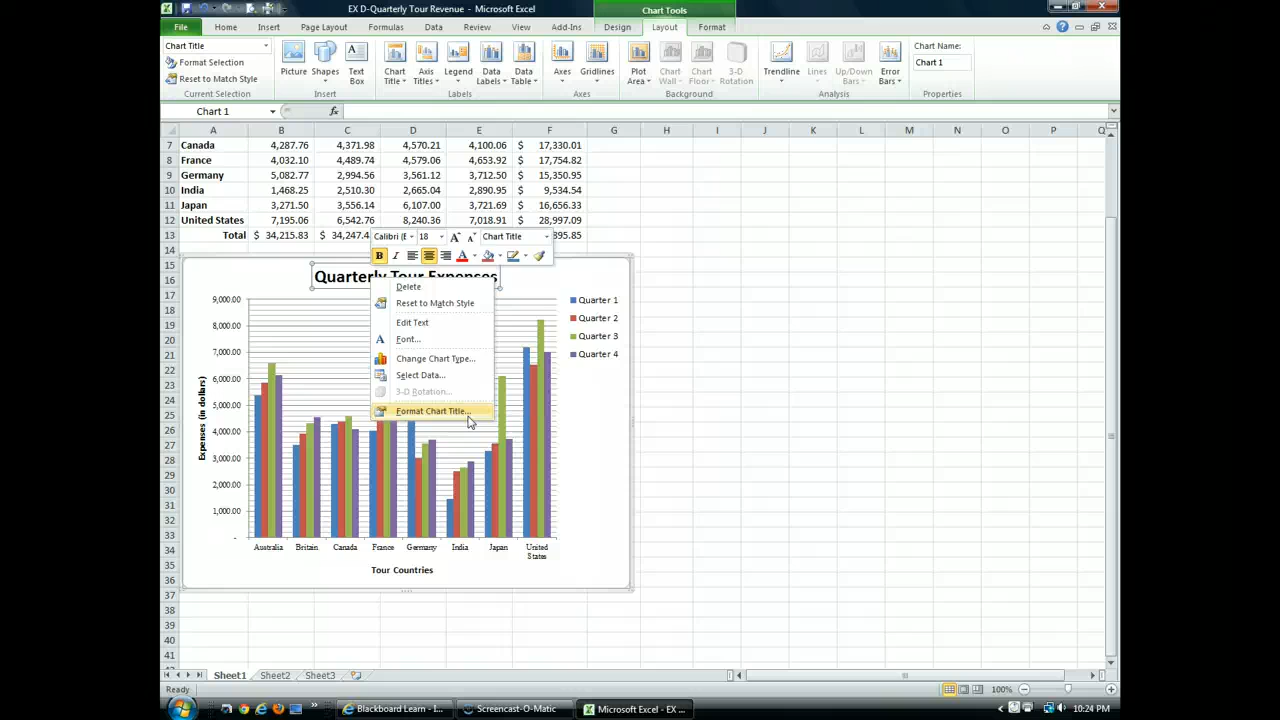 EX D-Quarterly Tour Revenue - Microsoft Excel
Chart Tools
File Home Insert Page Layout Formulas Data Review View Add-Ins Design Layout Format
Chart Title
Format Selection
Reset to Match Style
Current Selection
Picture Shapes Text Box
Insert
Chart Title Axis Titles Legend Data Labels Data Table
Labels
Axes Gridlines
Axes
Plot Area Chart Wall Chart Floor 3-D Rotation
Background
Trendline Lines Up/Down Bars Error Bars
Analysis
Chart Name:
Chart 1
Properties
Chart 1 fx
A B C D E F G H I J K L M N O P Q
7 Canada 4,287.76 4,371.98 4,570.21 4,100.06 $ 17,330.01
8 France 4,032.10 4,489.74 4,579.06 4,653.92 $ 17,754.82
9 Germany 5,082.77 2,994.56 3,561.12 3,712.50 $ 15,350.95
10 India 1,468.25 2,510.30 2,665.04 2,890.95 $ 9,534.54
11 Japan 3,271.50 3,556.14 6,107.00 3,721.69 $ 16,656.33
12 United States 7,195.06 6,542.76 8,240.36 7,018.91 $ 28,997.09
13 Total $ 34,215.83 $ 34,247.4 895.85
14
15
16
17
18
19
20
21
22
23
24
25
26
27
28
29
30
31
32
33
34
35
36
37
38
39
40
41
Calibri (E 18 A A Chart Title
B I A
Quarterly Tour Expenses
Delete
Reset to Match Style
Edit Text
A Font...
Change Chart Type...
Select Data...
3-D Rotation...
Format Chart Title...
9,000.00
8,000.00
7,000.00
6,000.00
5,000.00
4,000.00
3,000.00
2,000.00
1,000.00
-
Expenses (in dollars)
Australia Britain Canada France Germany India Japan United States
Tour Countries
Quarter 1
Quarter 2
Quarter 3
Quarter 4
Sheet1 Sheet2 Sheet3
Ready 100%
Blackboard Learn - I... Screencast-O-Matic Microsoft Excel - EX ... 10:24 PM